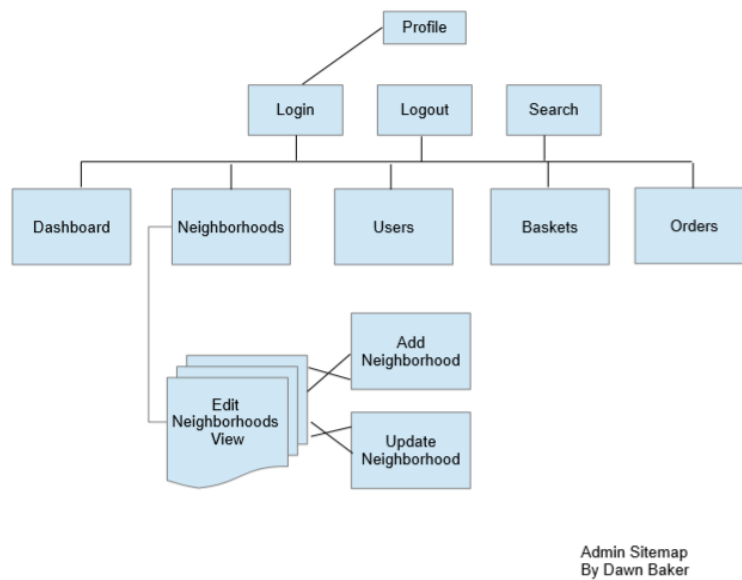 Profile
Login
Logout
Search
Dashboard
Neighborhoods
Users
Baskets
Orders
Add
Neighborhood
Edit
Neighborhoods
View
Update
Neighborhood
Admin Sitemap
By Dawn Baker